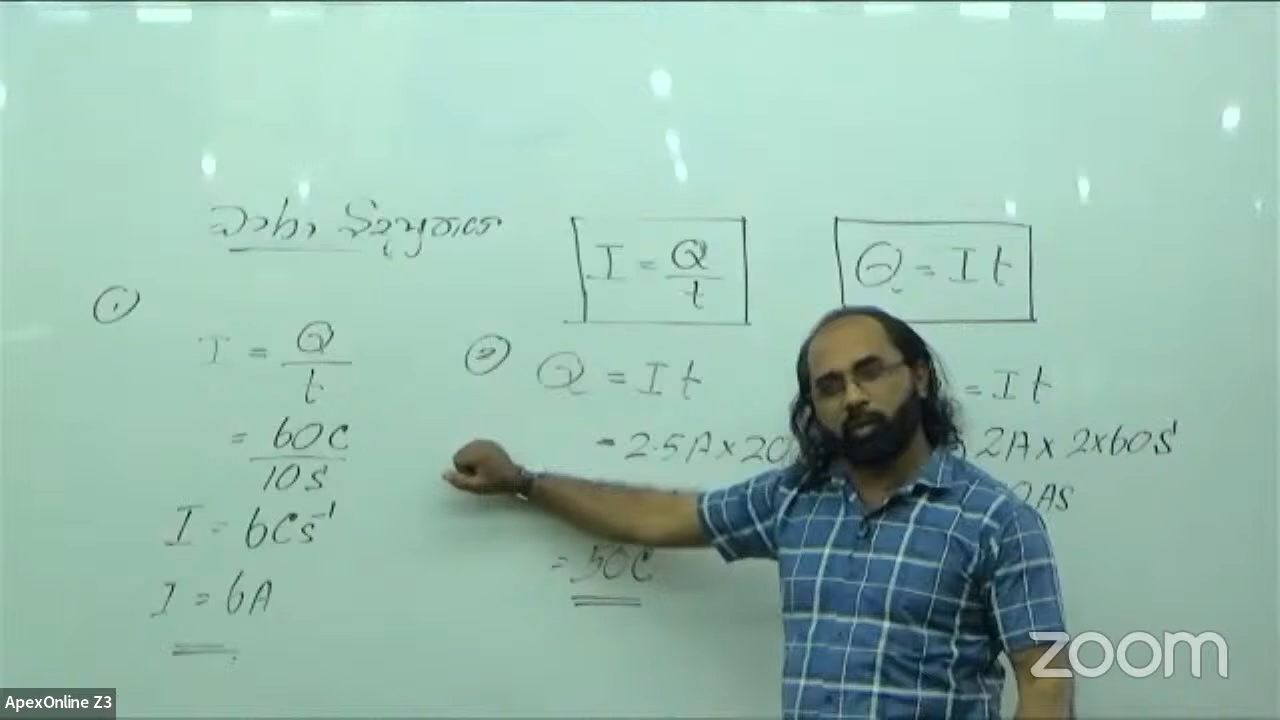 ධාරා විද්‍යුතය
I = Q/t
Q = It
①
I = Q/t
= 60C/10s
I = 6Cs⁻¹
I = 6A
② Q = It
= 2.5A × 20
= 50C
= It
2A × 2×60s
0As
zoom
ApexOnline Z3